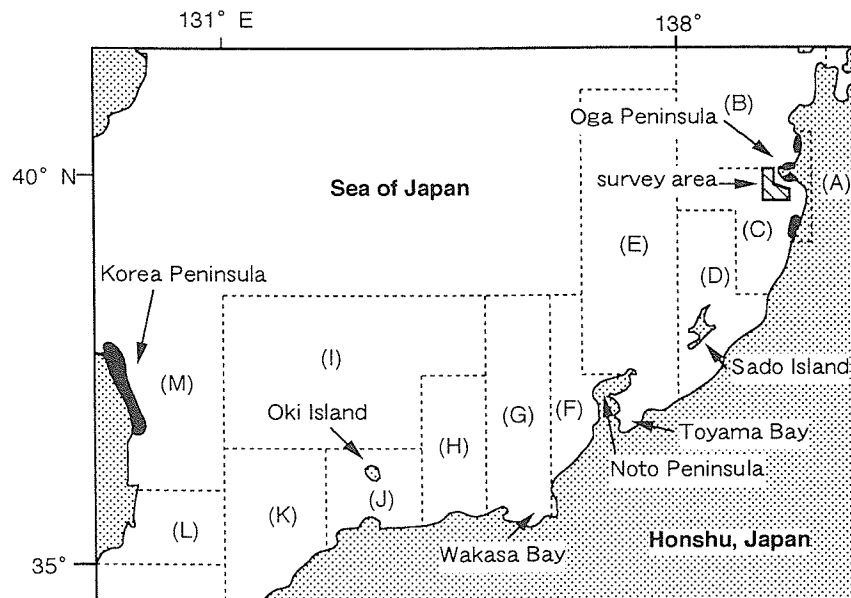 131° E
138°
(B)
Oga Peninsula
40° N
Sea of Japan
survey area
(A)
(C)
(E)
(D)
Korea Peninsula
(I)
Sado Island
(M)
Oki Island
(G)
(F)
(H)
Toyama Bay
Noto Peninsula
(J)
(K)
(L)
Wakasa Bay
Honshu, Japan
35°